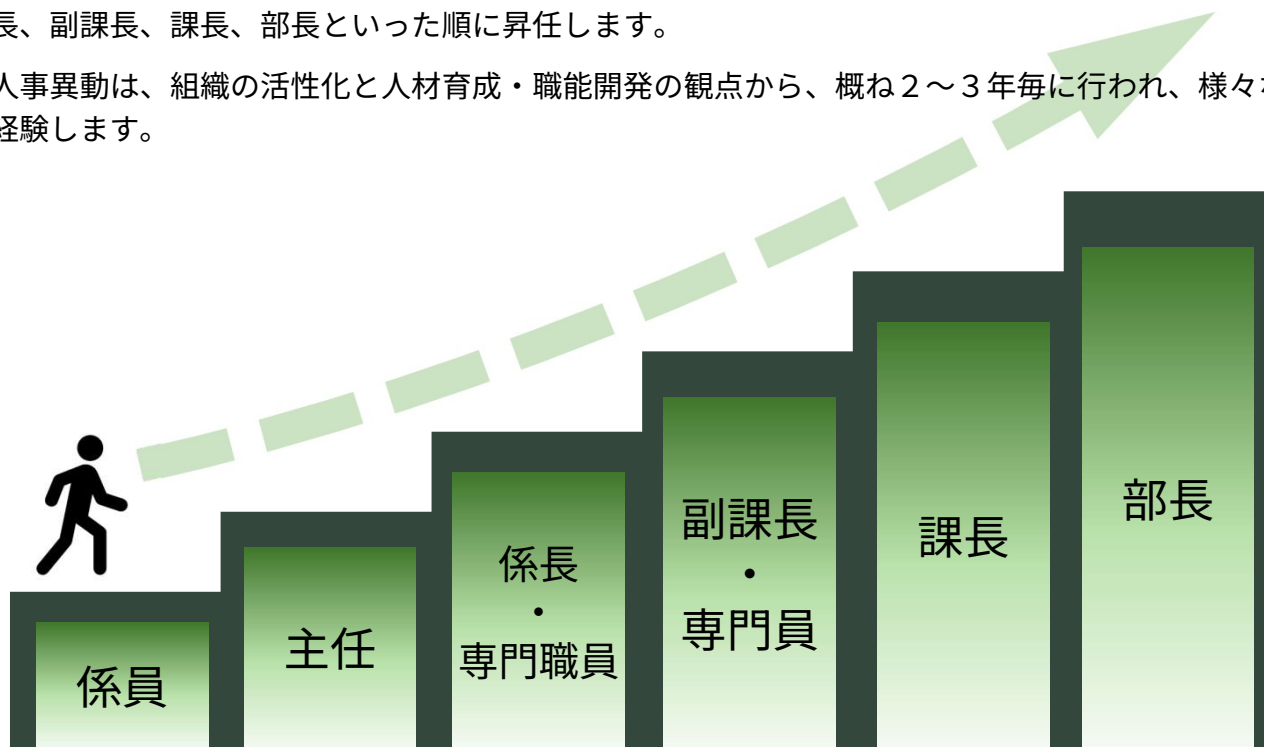 長、副課長、課長、部長といった順に昇任します。
人事異動は、組織の活性化と人材育成・職能開発の観点から、概ね２～３年毎に行われ、様々な
経験します。
係員
主任
係長
・
専門職員
副課長
・
専門員
課長
部長